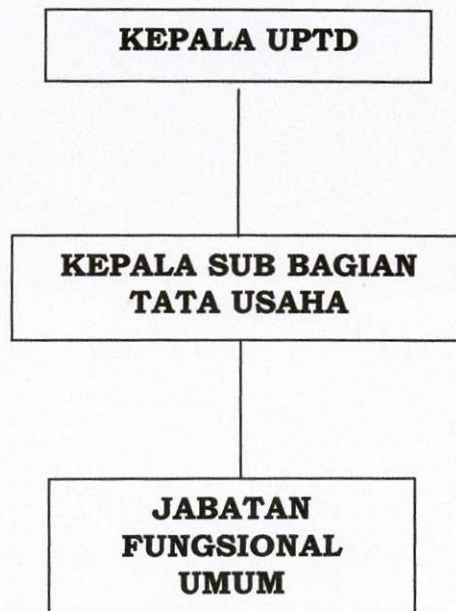 KEPALA UPTD
KEPALA SUB BAGIAN
TATA USAHA
JABATAN
FUNGSIONAL
UMUM